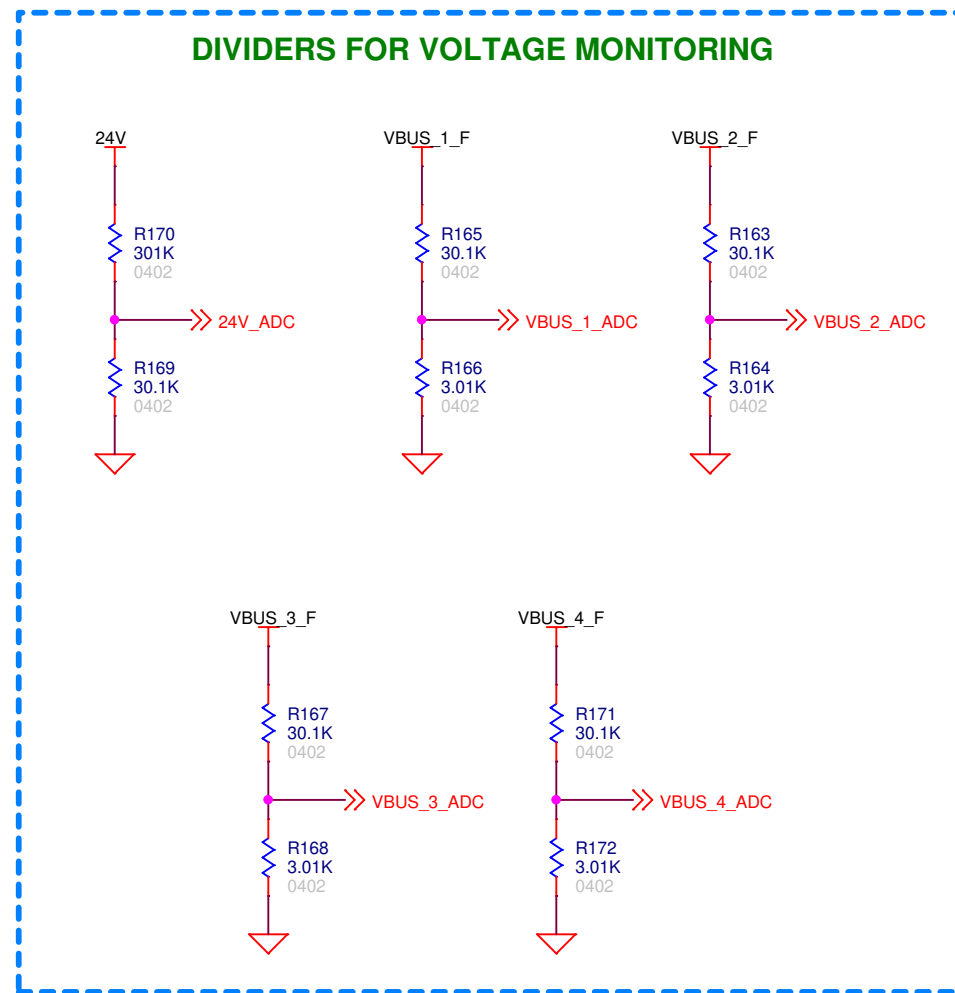 DIVIDERS FOR VOLTAGE MONITORING
24V
R170
301K
0402
24V_ADC
R169
30.1K
0402
VBUS_1_F
R165
30.1K
0402
VBUS_1_ADC
R166
3.01K
0402
VBUS_2_F
R163
30.1K
0402
VBUS_2_ADC
R164
3.01K
0402
VBUS_3_F
R167
30.1K
0402
VBUS_3_ADC
R168
3.01K
0402
VBUS_4_F
R171
30.1K
0402
VBUS_4_ADC
R172
3.01K
0402